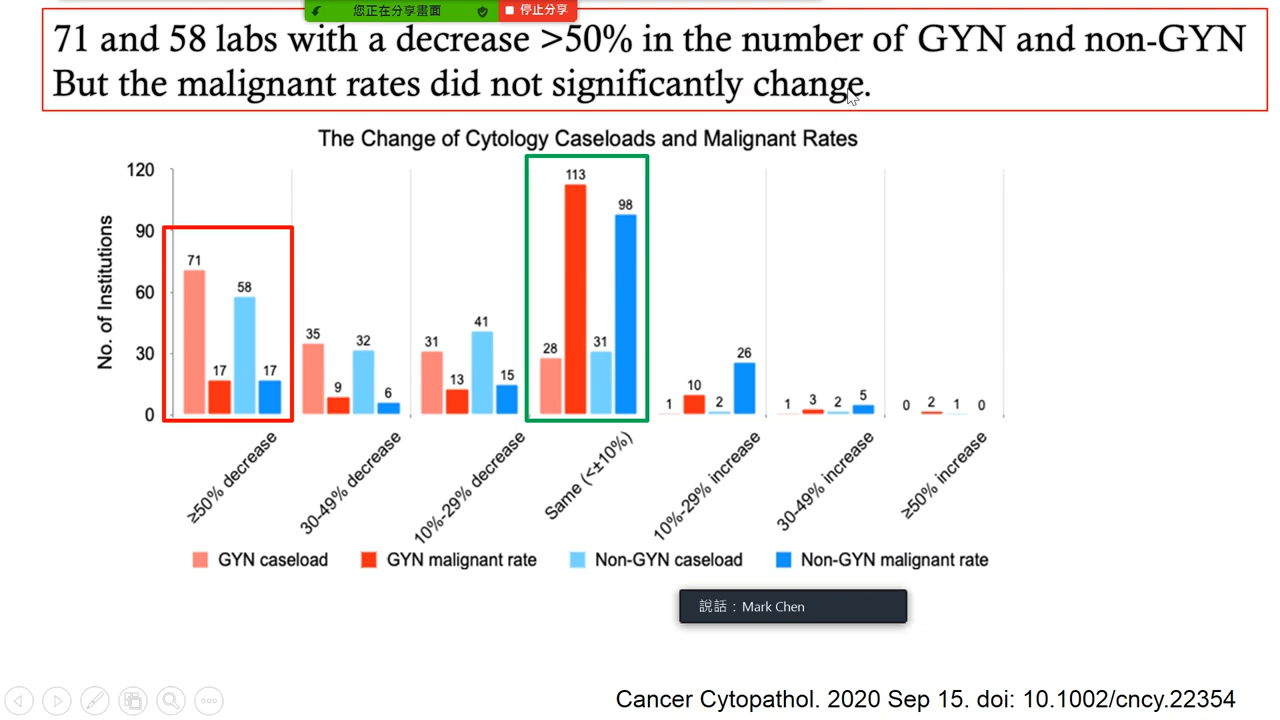 您正在分享畫面
停止分享
71 and 58 labs with a decrease >50% in the number of GYN and non-GYN
But the malignant rates did not significantly change.
The Change of Cytology Caseloads and Malignant Rates
No. of Institutions
120
90
60
30
0
71
17
58
17
35
9
32
6
31
13
41
15
28
113
31
98
1
10
2
26
1
3
2
5
0
2
1
0
≥50% decrease
30-49% decrease
10%-29% decrease
Same (<±10%)
10%-29% increase
30-49% increase
≥50% increase
GYN caseload
GYN malignant rate
Non-GYN caseload
Non-GYN malignant rate
說話：Mark Chen
Cancer Cytopathol. 2020 Sep 15. doi: 10.1002/cncy.22354